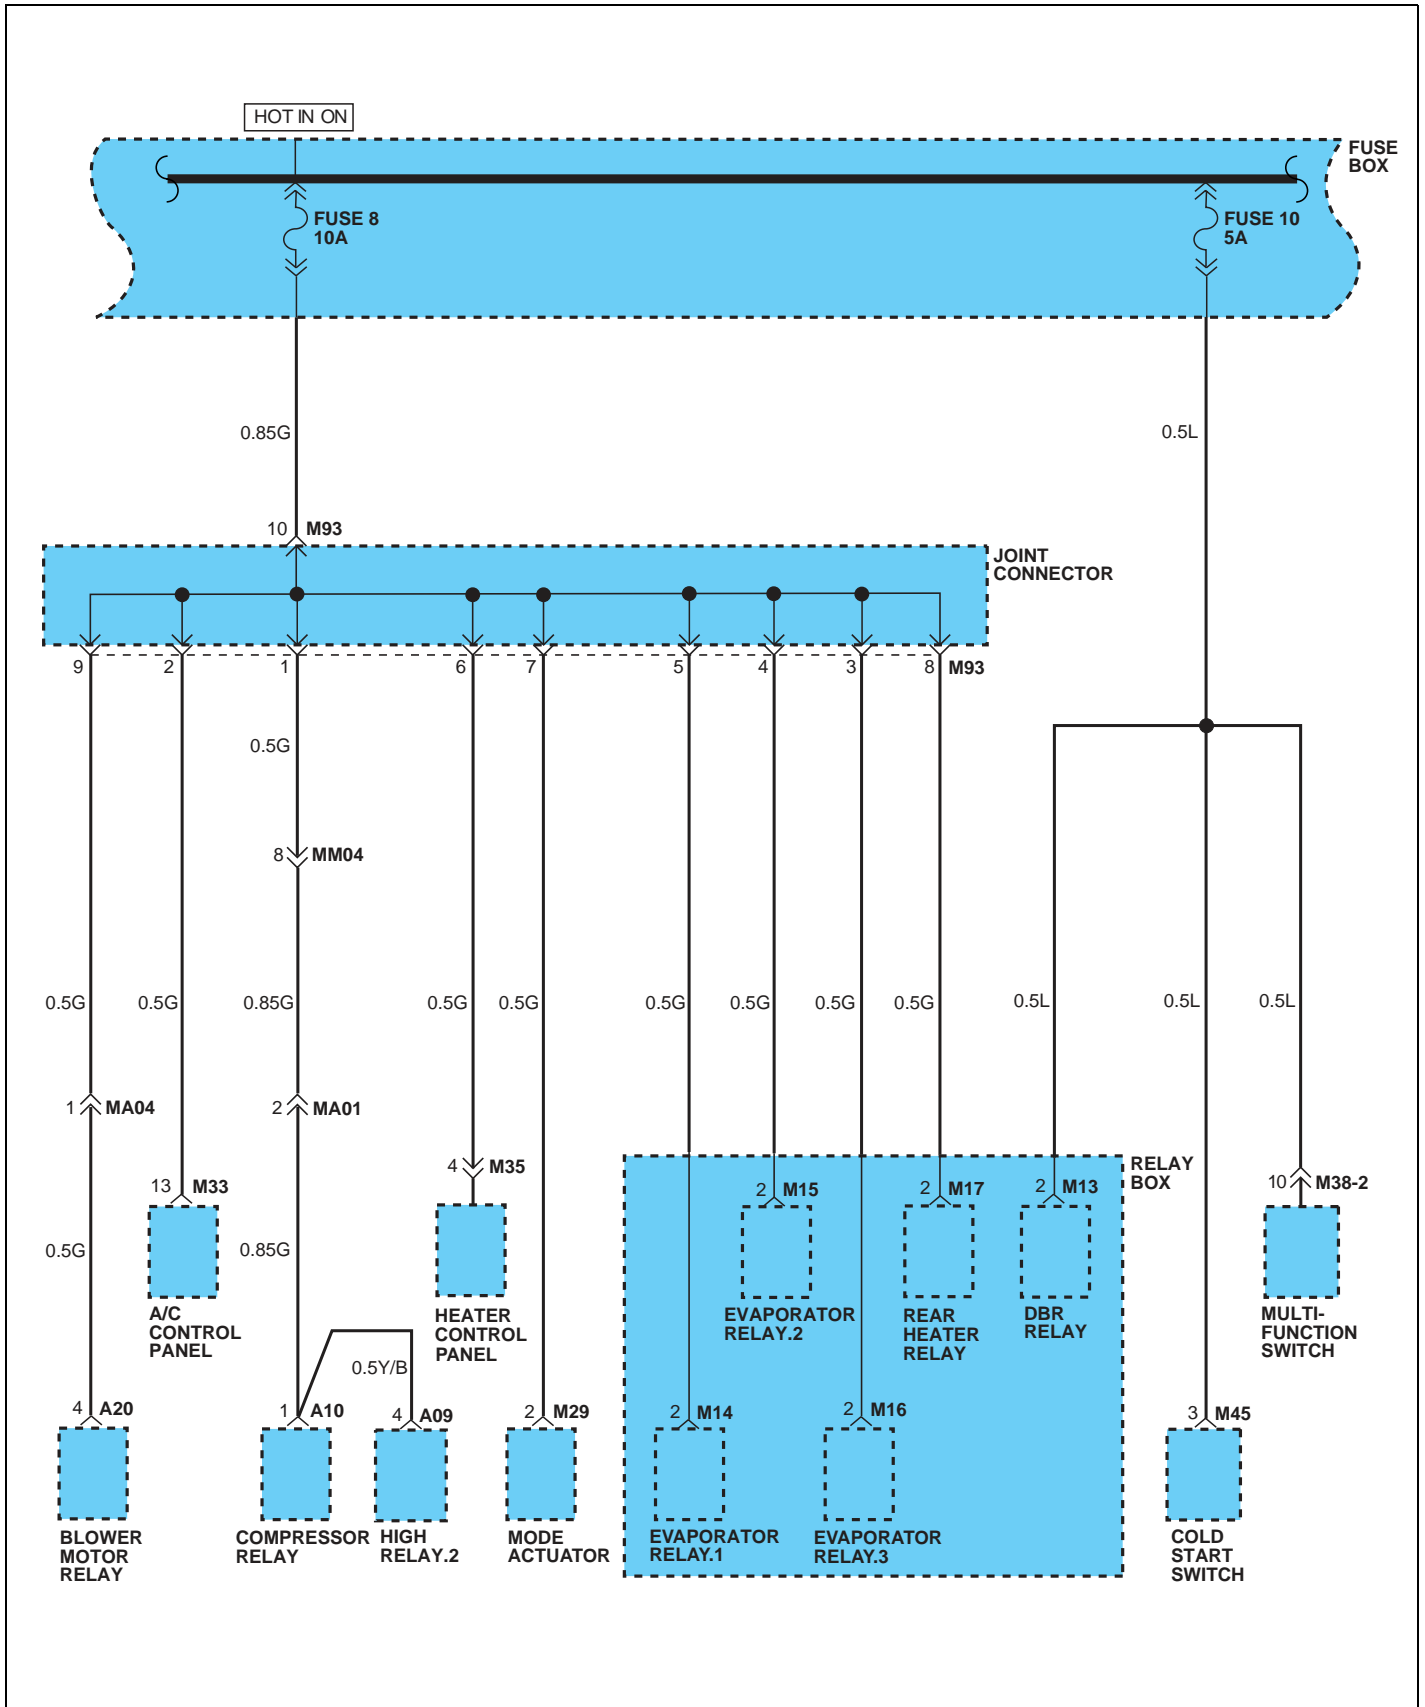 HOT IN ON
FUSE
BOX
FUSE 8
10A
FUSE 10
5A
0.85G
0.5L
10 M93
JOINT
CONNECTOR
9 2 1 6 7 5 4 3 8 M93
0.5G
8 MM04
0.5G 0.5G 0.85G 0.5G 0.5G 0.5G 0.5G 0.5G 0.5G 0.5L 0.5L 0.5L
1 MA04
2 MA01
4 M35
RELAY
BOX
13 M33
2 M15
2 M17
2 M13
10 M38-2
0.5G
0.85G
A/C
CONTROL
PANEL
HEATER
CONTROL
PANEL
EVAPORATOR
RELAY.2
REAR
HEATER
RELAY
DBR
RELAY
MULTI-
FUNCTION
SWITCH
0.5Y/B
4 A20
1 A10
4 A09
2 M29
2 M14
2 M16
3 M45
BLOWER
MOTOR
RELAY
COMPRESSOR
RELAY
HIGH
RELAY.2
MODE
ACTUATOR
EVAPORATOR
RELAY.1
EVAPORATOR
RELAY.3
COLD
START
SWITCH